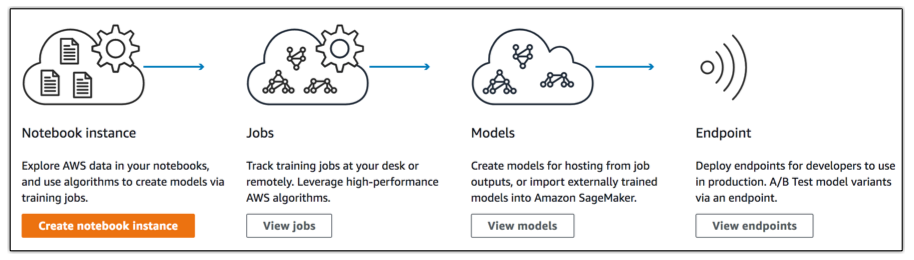 Notebook instance
Explore AWS data in your notebooks,
and use algorithms to create models via
training jobs.
Create notebook instance
Jobs
Track training jobs at your desk or
remotely. Leverage high-performance
AWS algorithms.
View jobs
Models
Create models for hosting from job
outputs, or import externally trained
models into Amazon SageMaker.
View models
Endpoint
Deploy endpoints for developers to use
in production. A/B Test model variants
via an endpoint.
View endpoints